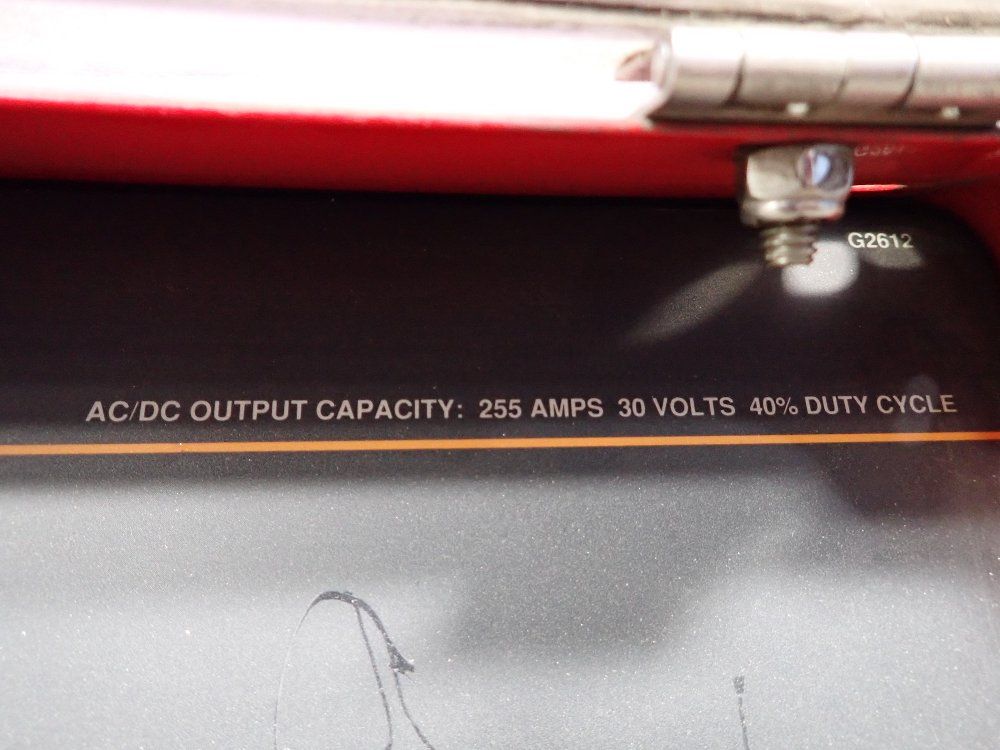 G2612
AC/DC OUTPUT CAPACITY: 255 AMPS 30 VOLTS 40% DUTY CYCLE